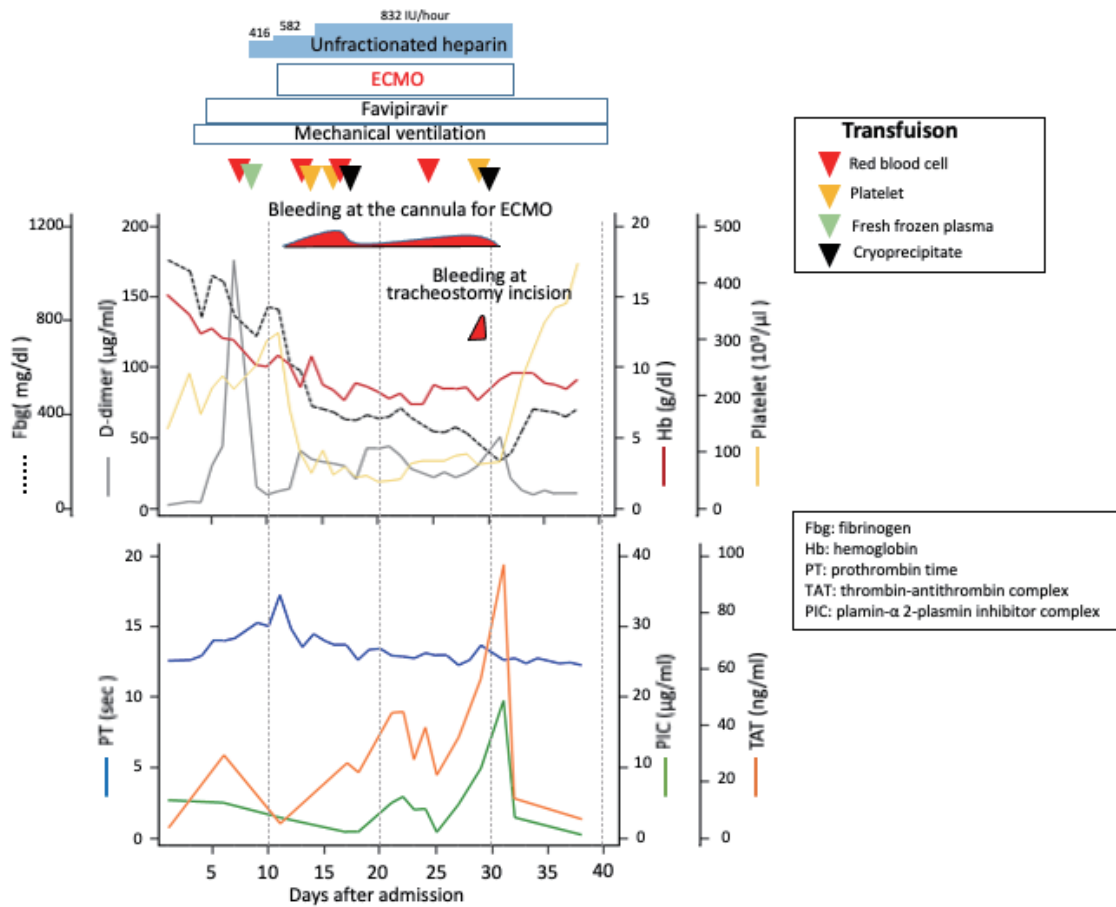 832 IU/hour
582
416
Unfractionated heparin
ECMO
Favipiravir
Mechanical ventilation
Transfuison
Red blood cell
Platelet
Fresh frozen plasma
Cryoprecipitate
Bleeding at the cannula for ECMO
Bleeding at
tracheostomy incision
1200
800
400
0
Fbg( mg/dl)
200
150
100
50
0
D-dimer (μg/ml)
20
15
10
5
0
Hb (g/dl)
500
400
300
200
100
0
Platelet (10⁹/μl)
Fbg: fibrinogen
Hb: hemoglobin
PT: prothrombin time
TAT: thrombin-antithrombin complex
PIC: plamin-α 2-plasmin inhibitor complex
20
15
10
5
0
PT (sec)
40
30
20
10
0
PIC (μg/ml)
100
80
60
40
20
0
TAT (ng/ml)
5 10 15 20 25 30 35 40
Days after admission